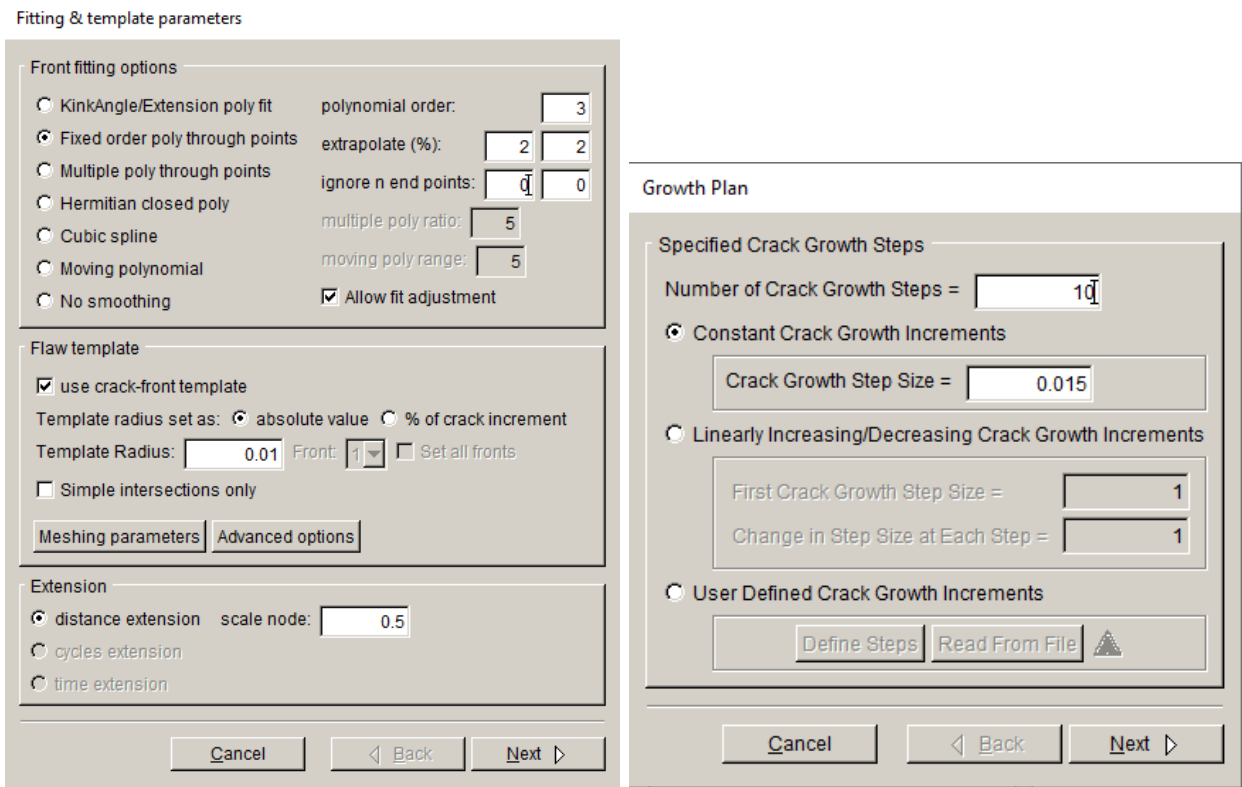 Fitting & template parameters
Front fitting options
KinkAngle/Extension poly fit
Fixed order poly through points
Multiple poly through points
Hermitian closed poly
Cubic spline
Moving polynomial
No smoothing
polynomial order: 3
extrapolate (%): 2 2
ignore n end points: 0 0
multiple poly ratio: 5
moving poly range: 5
Allow fit adjustment
Flaw template
use crack-front template
Template radius set as: absolute value % of crack increment
Template Radius: 0.01 Front: 1 Set all fronts
Simple intersections only
Meshing parameters Advanced options
Extension
distance extension scale node: 0.5
cycles extension
time extension
Cancel Back Next
Growth Plan
Specified Crack Growth Steps
Number of Crack Growth Steps = 10
Constant Crack Growth Increments
Crack Growth Step Size = 0.015
Linearly Increasing/Decreasing Crack Growth Increments
First Crack Growth Step Size = 1
Change in Step Size at Each Step = 1
User Defined Crack Growth Increments
Define Steps Read From File
Cancel Back Next